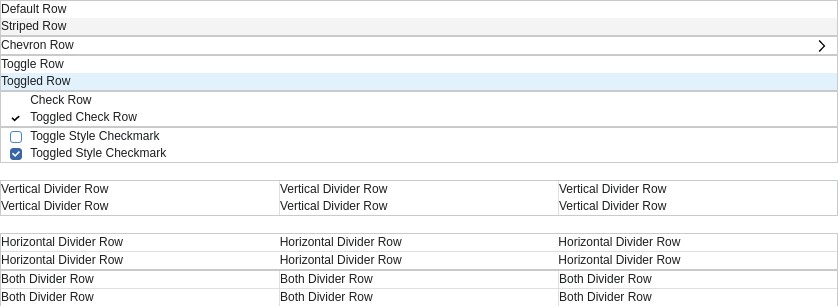 Default Row
Striped Row
Chevron Row
Toggle Row
Toggled Row
Check Row
Toggled Check Row
Toggle Style Checkmark
Toggled Style Checkmark
Vertical Divider Row Vertical Divider Row Vertical Divider Row
Vertical Divider Row Vertical Divider Row Vertical Divider Row
Horizontal Divider Row Horizontal Divider Row Horizontal Divider Row
Horizontal Divider Row Horizontal Divider Row Horizontal Divider Row
Both Divider Row Both Divider Row Both Divider Row
Both Divider Row Both Divider Row Both Divider Row